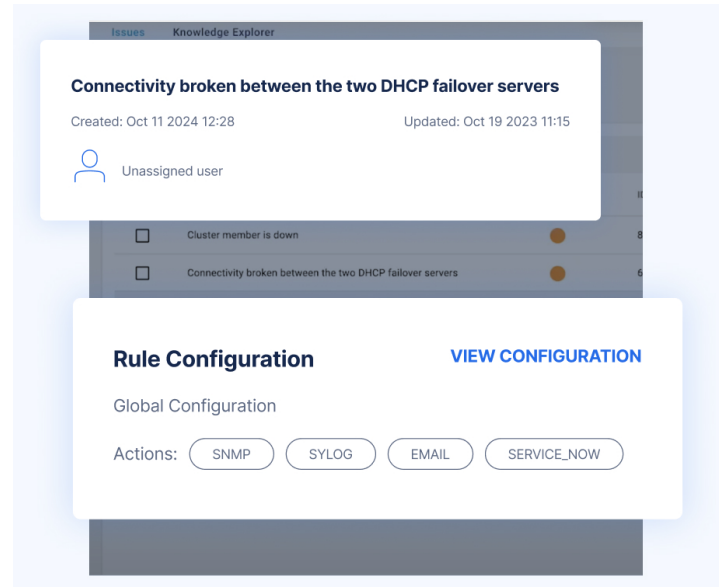 Issues Knowledge Explorer
Connectivity broken between the two DHCP failover servers
Created: Oct 11 2024 12:28 Updated: Oct 19 2023 11:15
Unassigned user
Cluster member is down 8
Connectivity broken between the two DHCP failover servers 6
Rule Configuration VIEW CONFIGURATION
Global Configuration
Actions: SNMP SYLOG EMAIL SERVICE_NOW